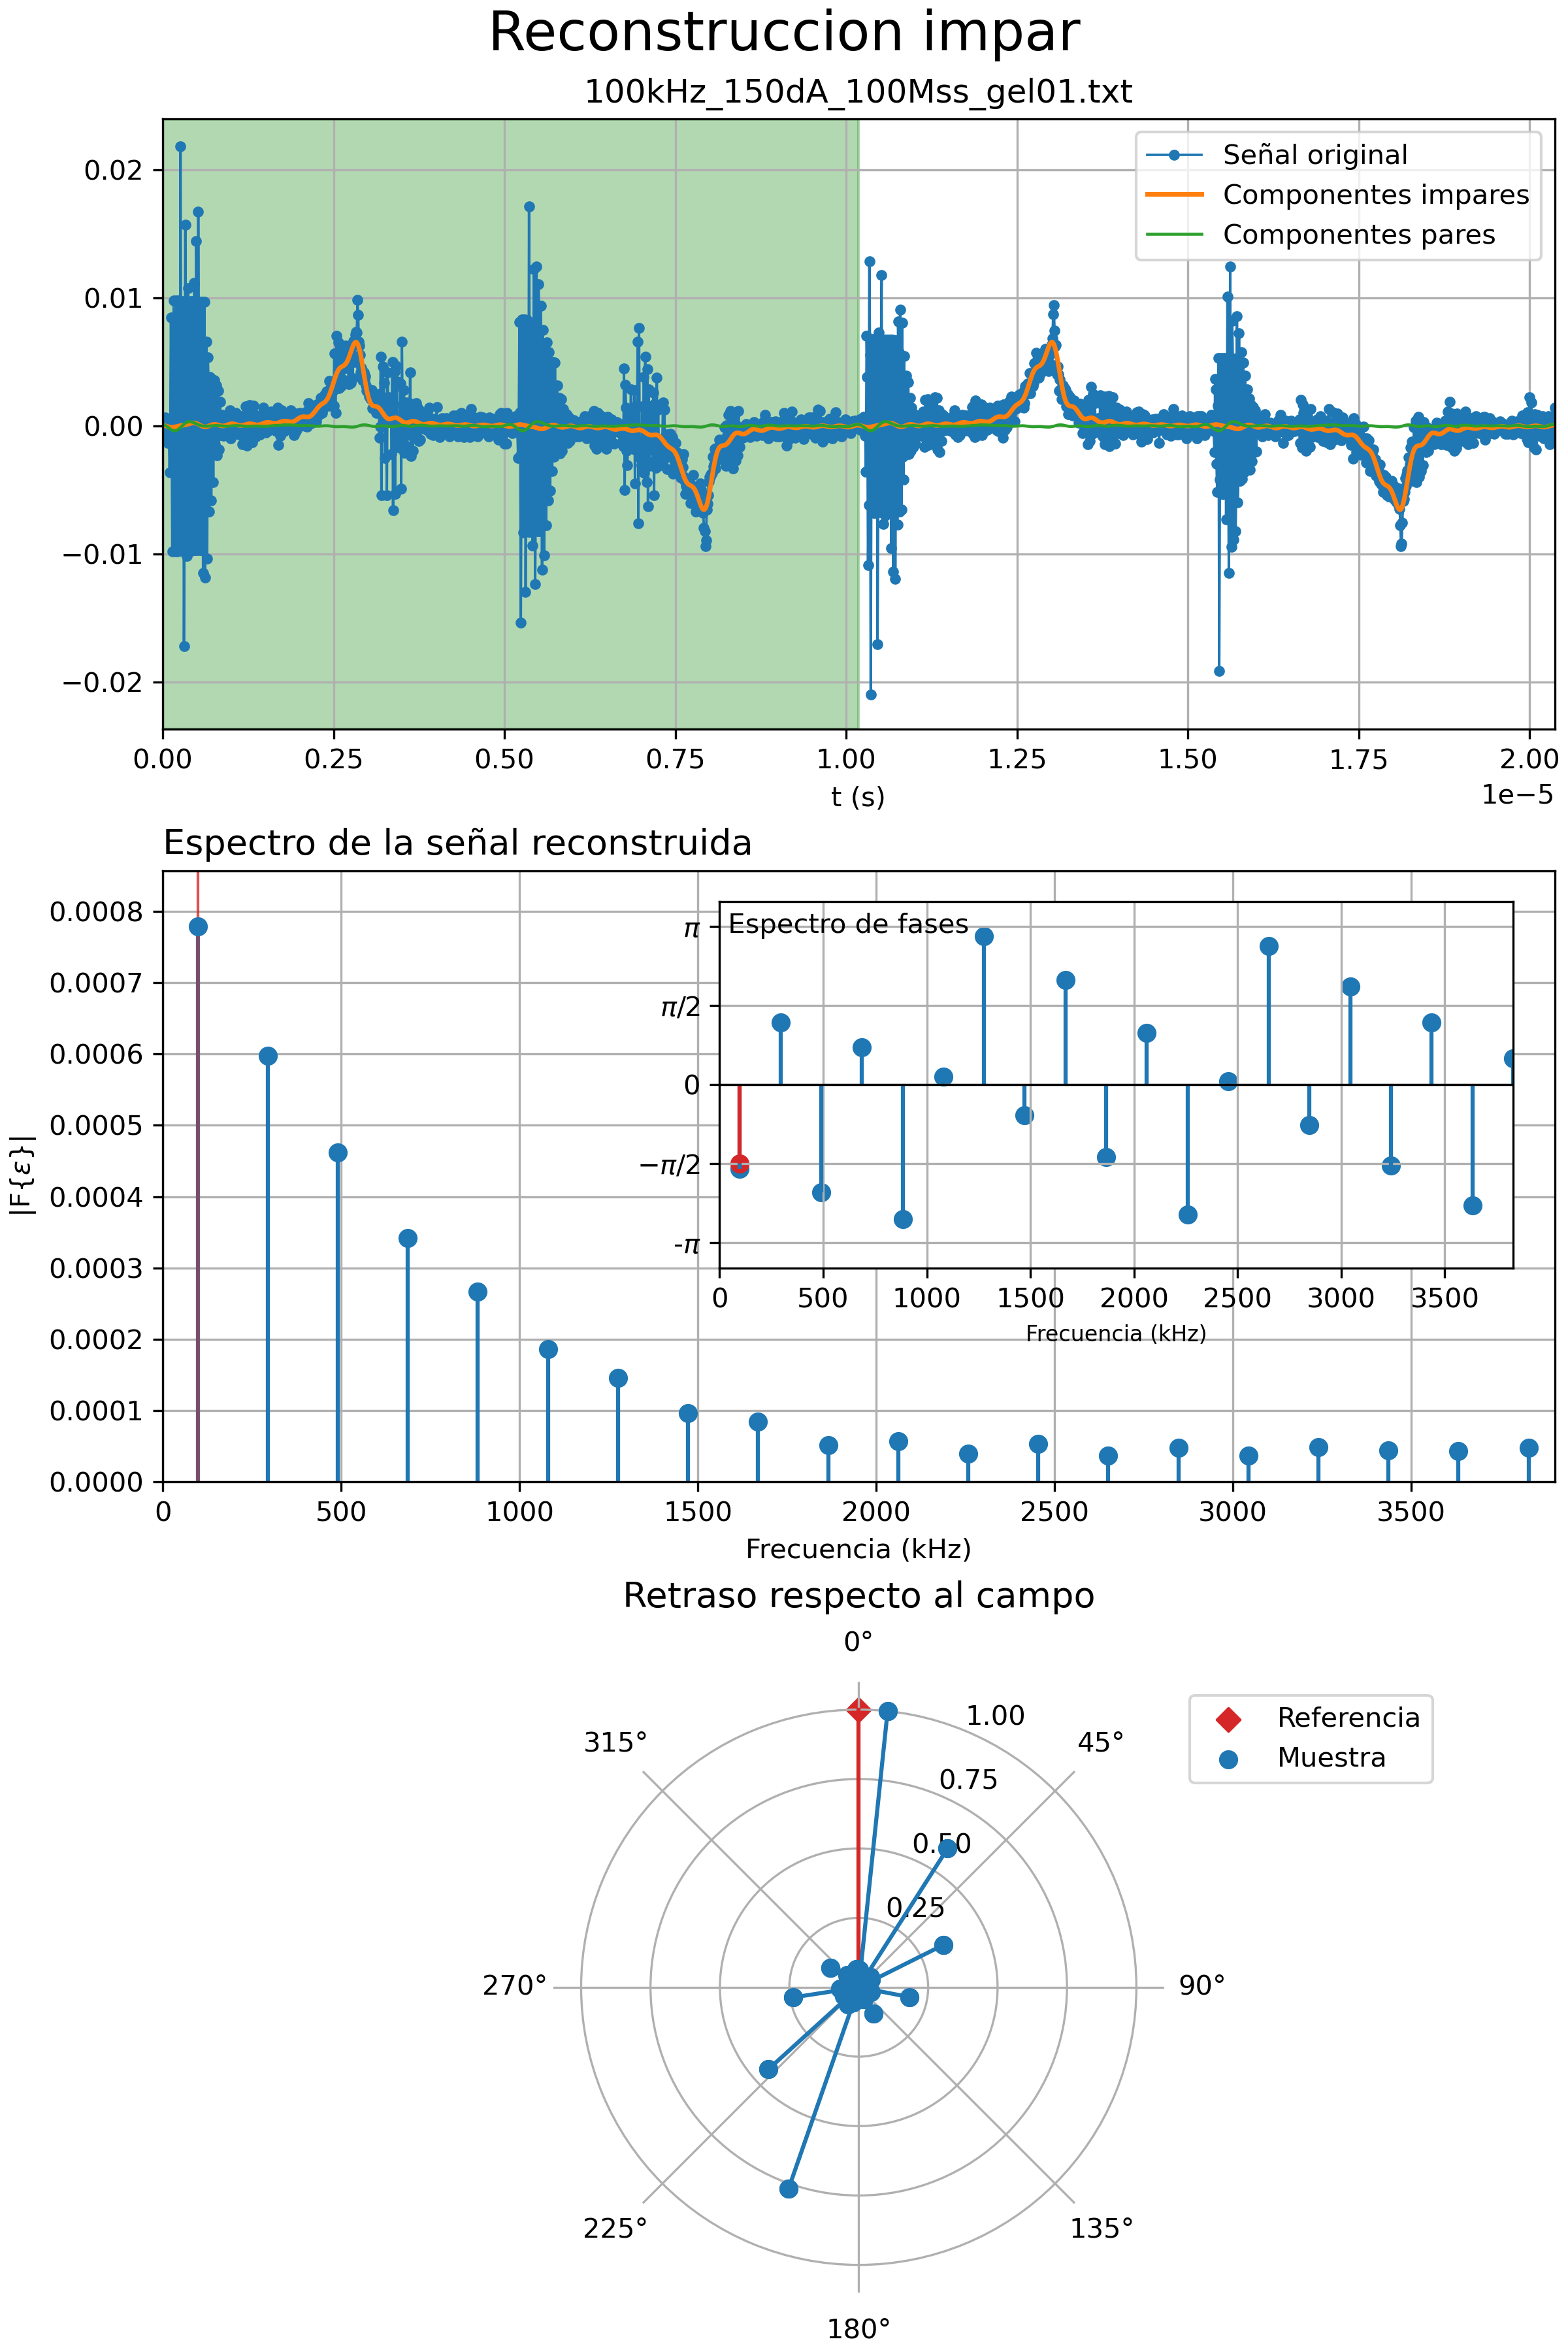 Reconstruccion impar
100kHz_150dA_100Mss_gel01.txt
Señal original
Componentes impares
Componentes pares
0.02
0.01
0.00
−0.01
−0.02
0.00 0.25 0.50 0.75 1.00 1.25 1.50 1.75 2.00
t (s)
1e−5
Espectro de la señal reconstruida
|F{ε}|
0.0008
0.0007
0.0006
0.0005
0.0004
0.0003
0.0002
0.0001
0.0000
0 500 1000 1500 2000 2500 3000 3500
Frecuencia (kHz)
Espectro de fases
π
π/2
0
−π/2
-π
0 500 1000 1500 2000 2500 3000 3500
Frecuencia (kHz)
Retraso respecto al campo
0°
45°
90°
135°
180°
225°
270°
315°
1.00
0.75
0.50
0.25
Referencia
Muestra